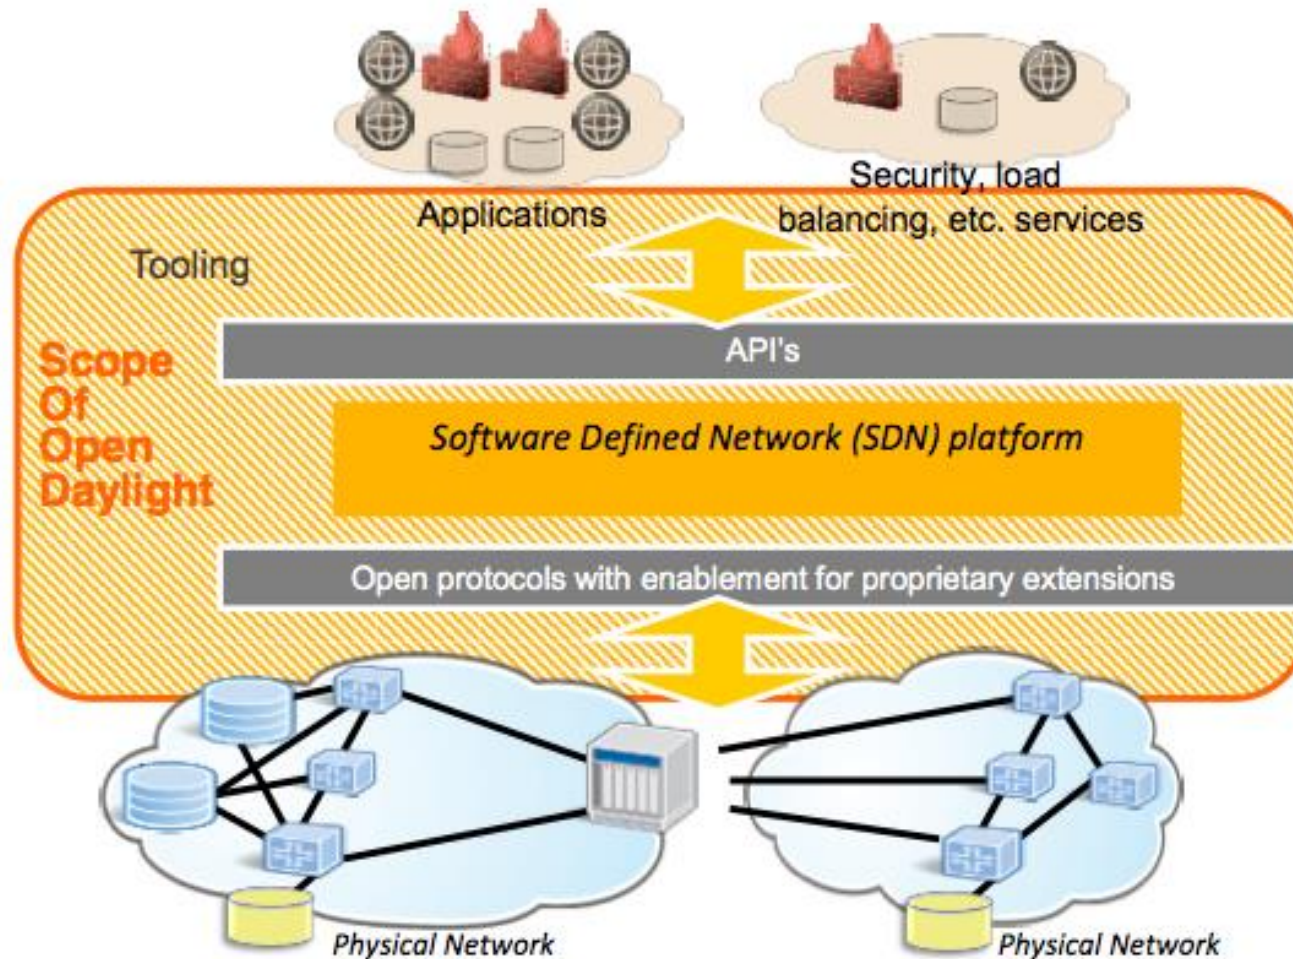 Applications
Security, load
balancing, etc. services
Tooling
API's
Scope
Of
Open
Daylight
Software Defined Network (SDN) platform
Open protocols with enablement for proprietary extensions
Physical Network
Physical Network